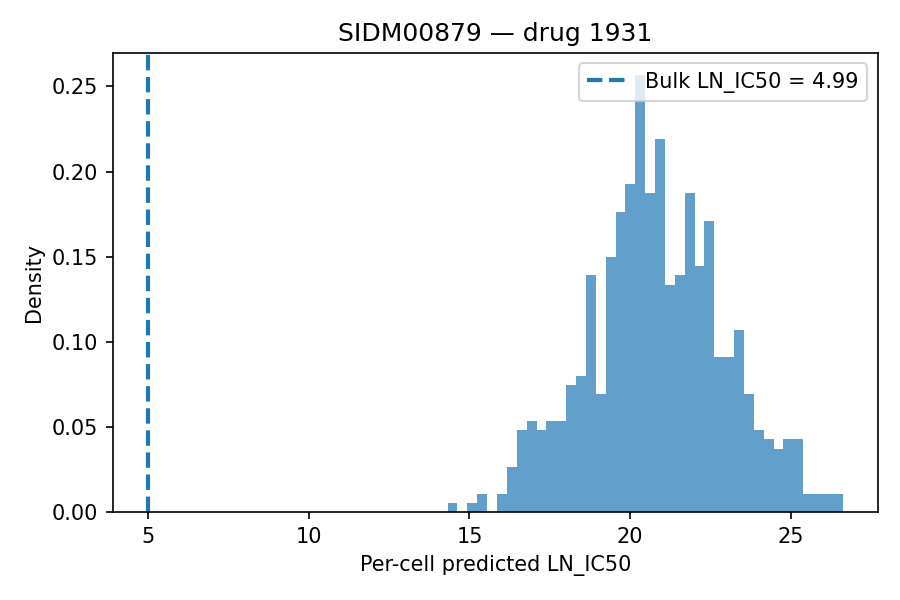 SIDM00879 — drug 1931
Bulk LN_IC50 = 4.99
0.25
0.20
0.15
0.10
0.05
0.00
Density
5 10 15 20 25
Per-cell predicted LN_IC50